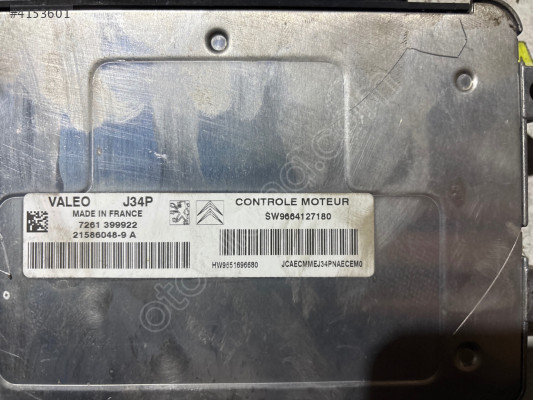 #4153601
VALEO J34P
MADE IN FRANCE
7261 399922
21586048-9 A
CONTROLE MOTEUR
SW9664127180
HW9651696680
JCAECMMEJ34PNAECEM0